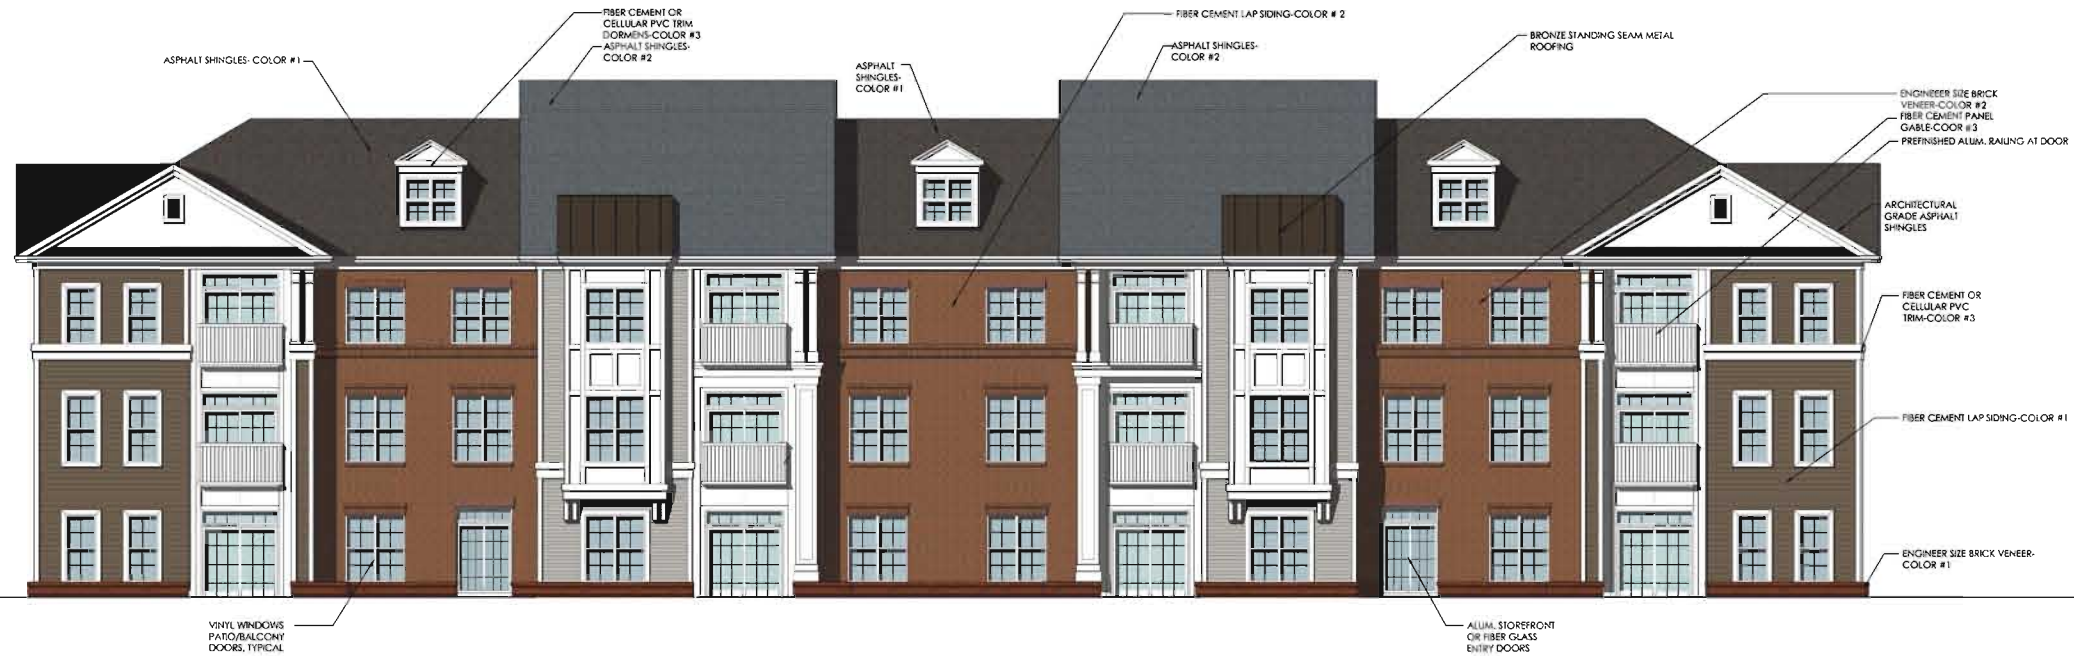 FIBER CEMENT OR
CELLULAR PVC TRIM
DORMENS-COLOR #3
ASPHALT SHINGLES-
COLOR #2
ASPHALT SHINGLES- COLOR #1
FIBER CEMENT LAP SIDING-COLOR # 2
ASPHALT SHINGLES-
COLOR #2
ASPHALT
SHINGLES-
COLOR #1
BRONZE STANDING SEAM METAL
ROOFING
ENGINEEER SIZE BRICK
VENEER-COLOR #2
FIBER CEMENT PANEL
GABLE-COOR #3
PREFINISHED ALUM. RAILING AT DOOR
ARCHITECTURAL
GRADE ASPHALT
SHINGLES
FIBER CEMENT OR
CELLULAR PVC
TRIM-COLOR #3
FIBER CEMENT LAP SIDING-COLOR #1
ENGINEER SIZE BRICK VENEER-
COLOR #1
VINYL WINDOWS
PATIO/BALCONY
DOORS, TYPICAL
ALUM. STOREFRONT
OR FIBER GLASS
ENTRY DOORS